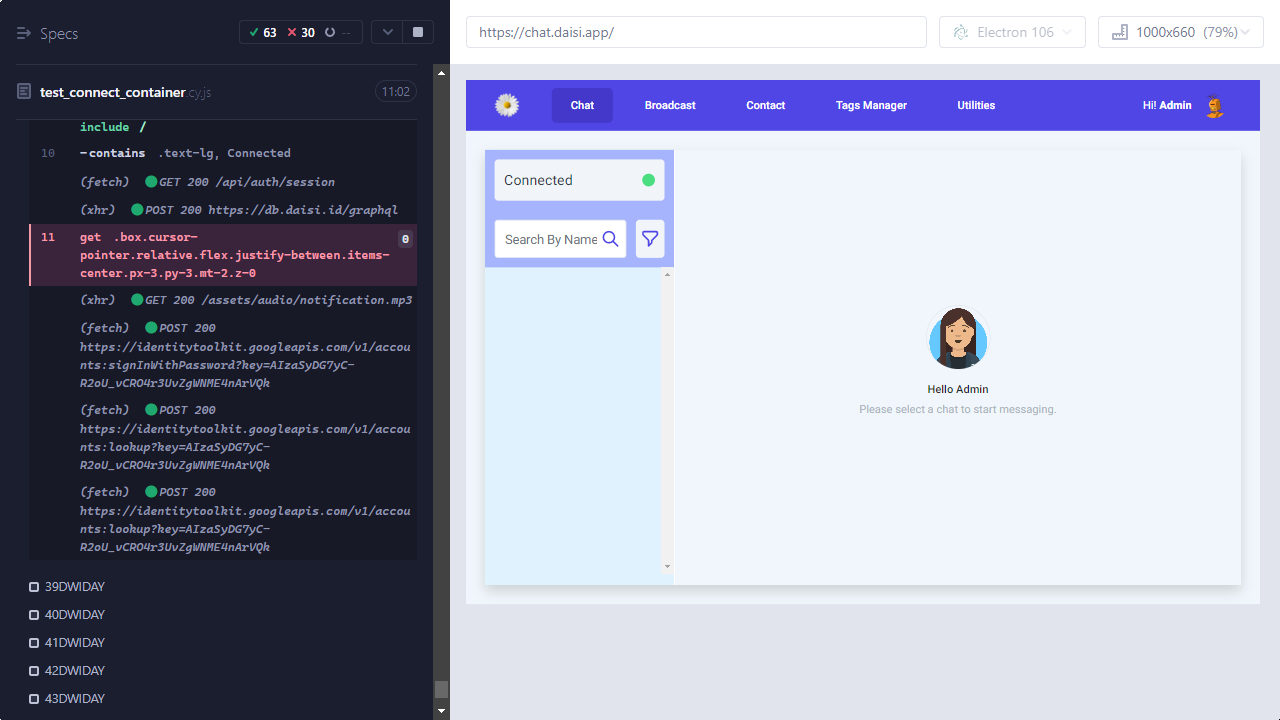 Specs
63 30 --
test_connect_container.cy.js 11:02
include /
10 -contains .text-lg, Connected
(fetch) GET 200 /api/auth/session
(xhr) POST 200 https://db.daisi.id/graphql
11 get .box.cursor-
pointer.relative.flex.justify-between.items-
center.px-3.py-3.mt-2.z-0
0
(xhr) GET 200 /assets/audio/notification.mp3
(fetch) POST 200
https://identitytoolkit.googleapis.com/v1/accou
nts:signInWithPassword?key=AIzaSyDG7yC-
R2oU_vCRO4r3UvZgWNME4nArVQk
(fetch) POST 200
https://identitytoolkit.googleapis.com/v1/accou
nts:lookup?key=AIzaSyDG7yC-
R2oU_vCRO4r3UvZgWNME4nArVQk
(fetch) POST 200
https://identitytoolkit.googleapis.com/v1/accou
nts:lookup?key=AIzaSyDG7yC-
R2oU_vCRO4r3UvZgWNME4nArVQk
39DWIDAY
40DWIDAY
41DWIDAY
42DWIDAY
43DWIDAY
https://chat.daisi.app/
Electron 106
1000x660 (79%)
Chat Broadcast Contact Tags Manager Utilities Hi! Admin
Connected
Search By Name
Hello Admin
Please select a chat to start messaging.